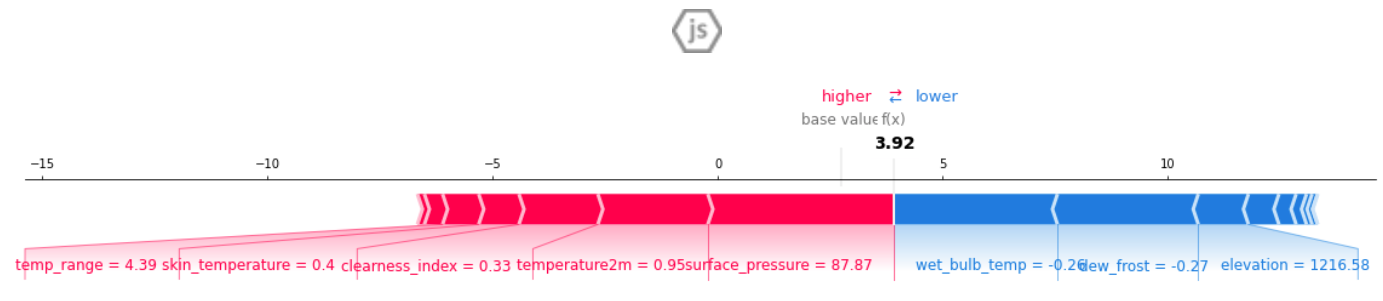 js
higher ⇄ lower
base value f(x)
3.92
−15 −10 −5 0 5 10
temp_range = 4.39 skin_temperature = 0.4 clearness_index = 0.33 temperature2m = 0.95 surface_pressure = 87.87 wet_bulb_temp = -0.26 dew_frost = -0.27 elevation = 1216.58